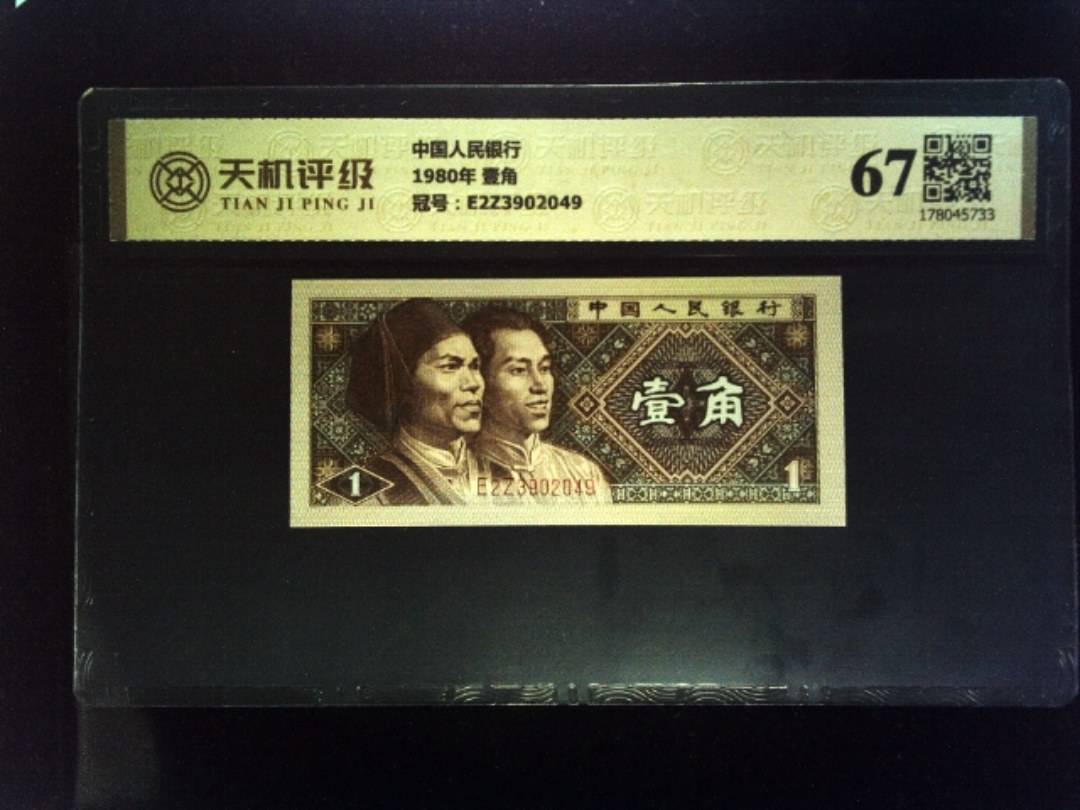 天机评级
TIAN JI PING JI
中国人民银行
1980年 壹角
冠号：E2Z3902049
67
178045733
中国人民银行
壹角
1
E2Z3902049
1